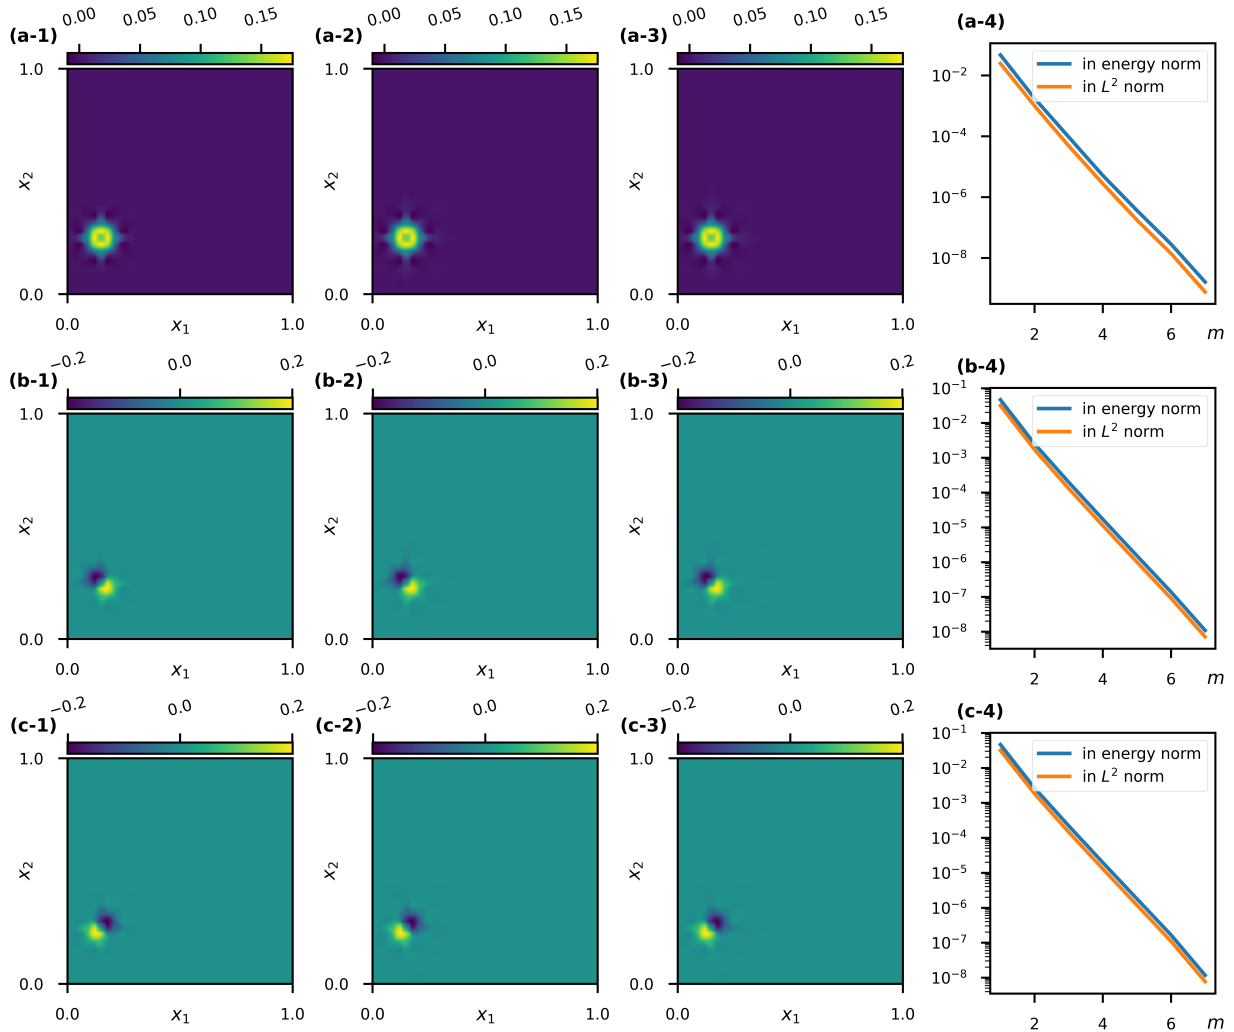 0.00 0.05 0.10 0.15 0.00 0.05 0.10 0.15 0.00 0.05 0.10 0.15
(a-1) (a-2) (a-3) (a-4)
1.0 1.0 1.0
in energy norm
in L² norm
10⁻²
10⁻⁴
x₂ x₂ x₂
10⁻⁶
10⁻⁸
0.0 0.0 0.0
0.0 x₁ 1.0 0.0 x₁ 1.0 0.0 x₁ 1.0
2 4 6 m
−0.2 0.0 0.2 −0.2 0.0 0.2 −0.2 0.0 0.2
(b-1) (b-2) (b-3) (b-4)
1.0 1.0 1.0
10⁻¹
in energy norm
10⁻²
in L² norm
10⁻³
10⁻⁴
x₂ x₂ x₂
10⁻⁵
10⁻⁶
10⁻⁷
10⁻⁸
0.0 0.0 0.0
0.0 x₁ 1.0 0.0 x₁ 1.0 0.0 x₁ 1.0
2 4 6 m
−0.2 0.0 0.2 −0.2 0.0 0.2 −0.2 0.0 0.2
(c-1) (c-2) (c-3) (c-4)
1.0 1.0 1.0
10⁻¹
in energy norm
10⁻²
in L² norm
10⁻³
10⁻⁴
x₂ x₂ x₂
10⁻⁵
10⁻⁶
10⁻⁷
10⁻⁸
0.0 0.0 0.0
0.0 x₁ 1.0 0.0 x₁ 1.0 0.0 x₁ 1.0
2 4 6 m